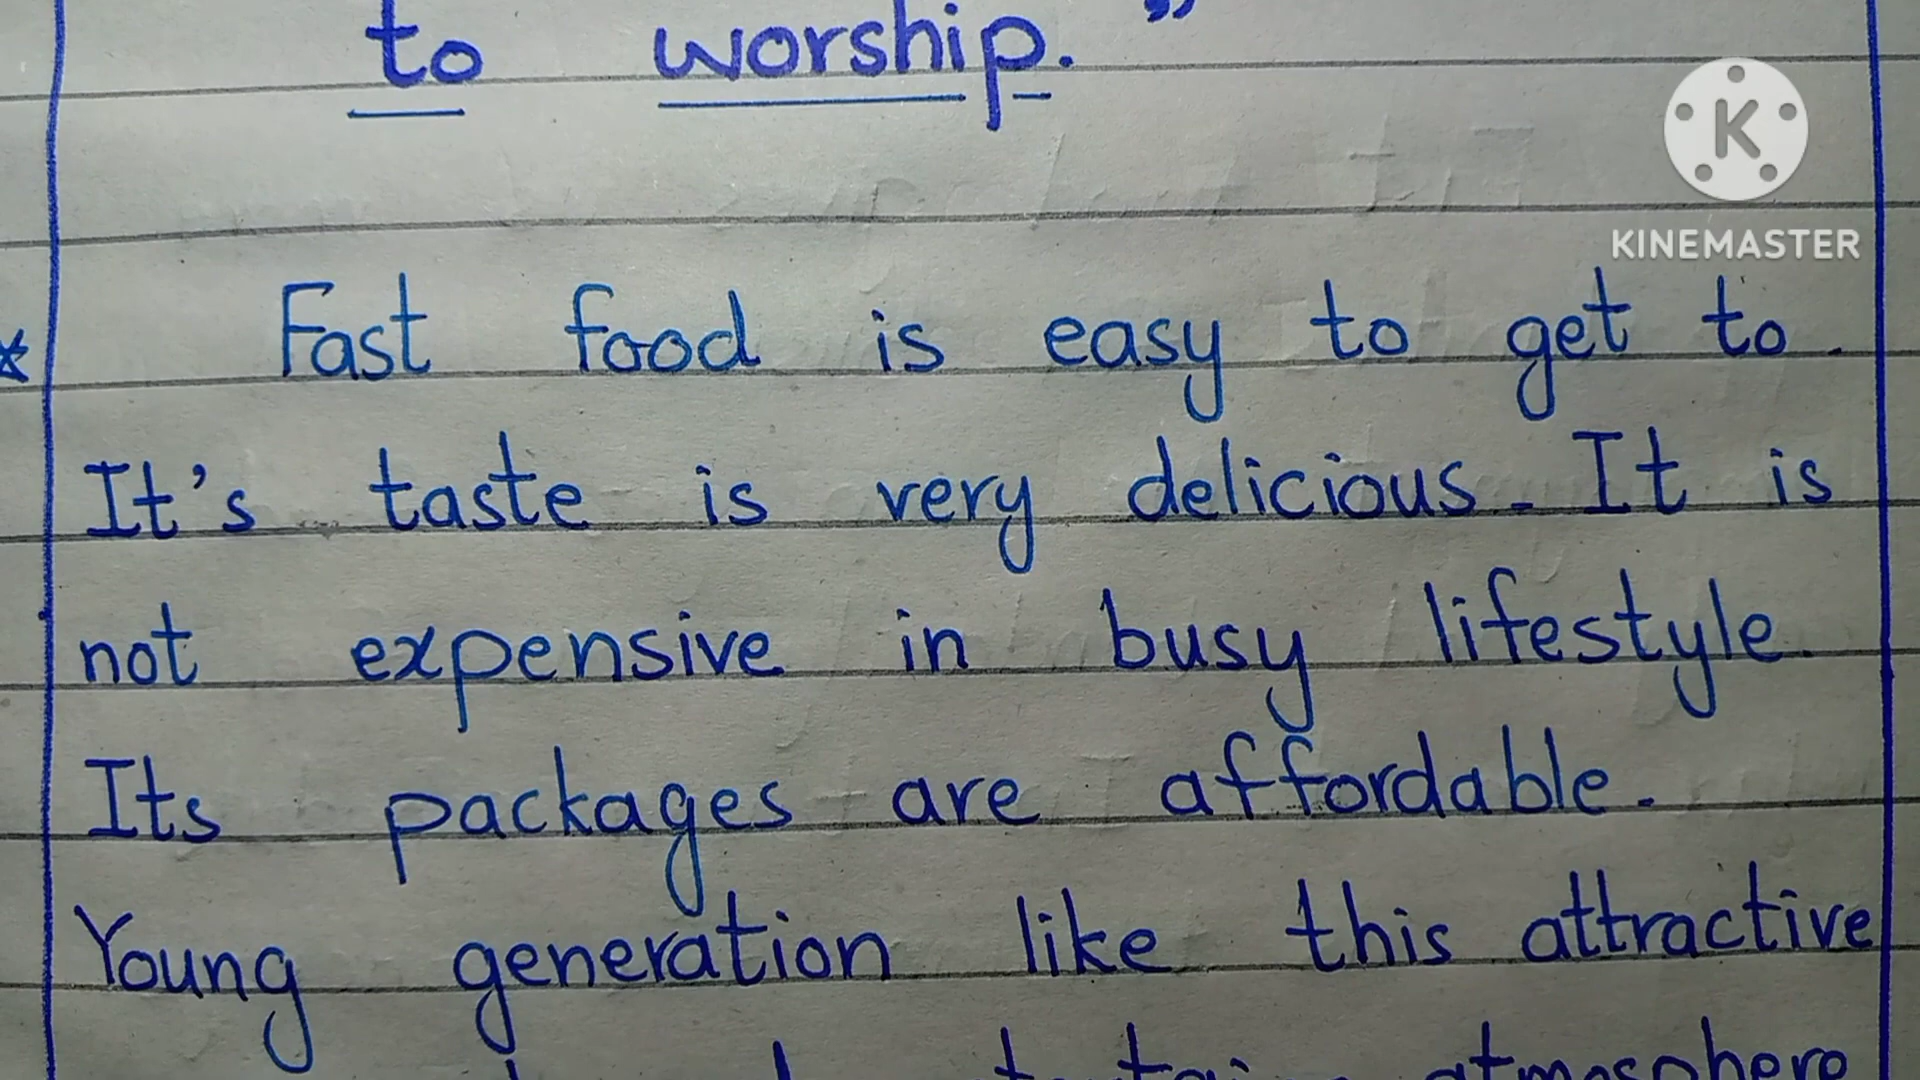 to worship."
KINEMASTER
Fast food is easy to get to.
It's taste is very delicious. It is
not expensive in busy lifestyle.
Its packages are affordable.
Young generation like this attractive
atmosphere